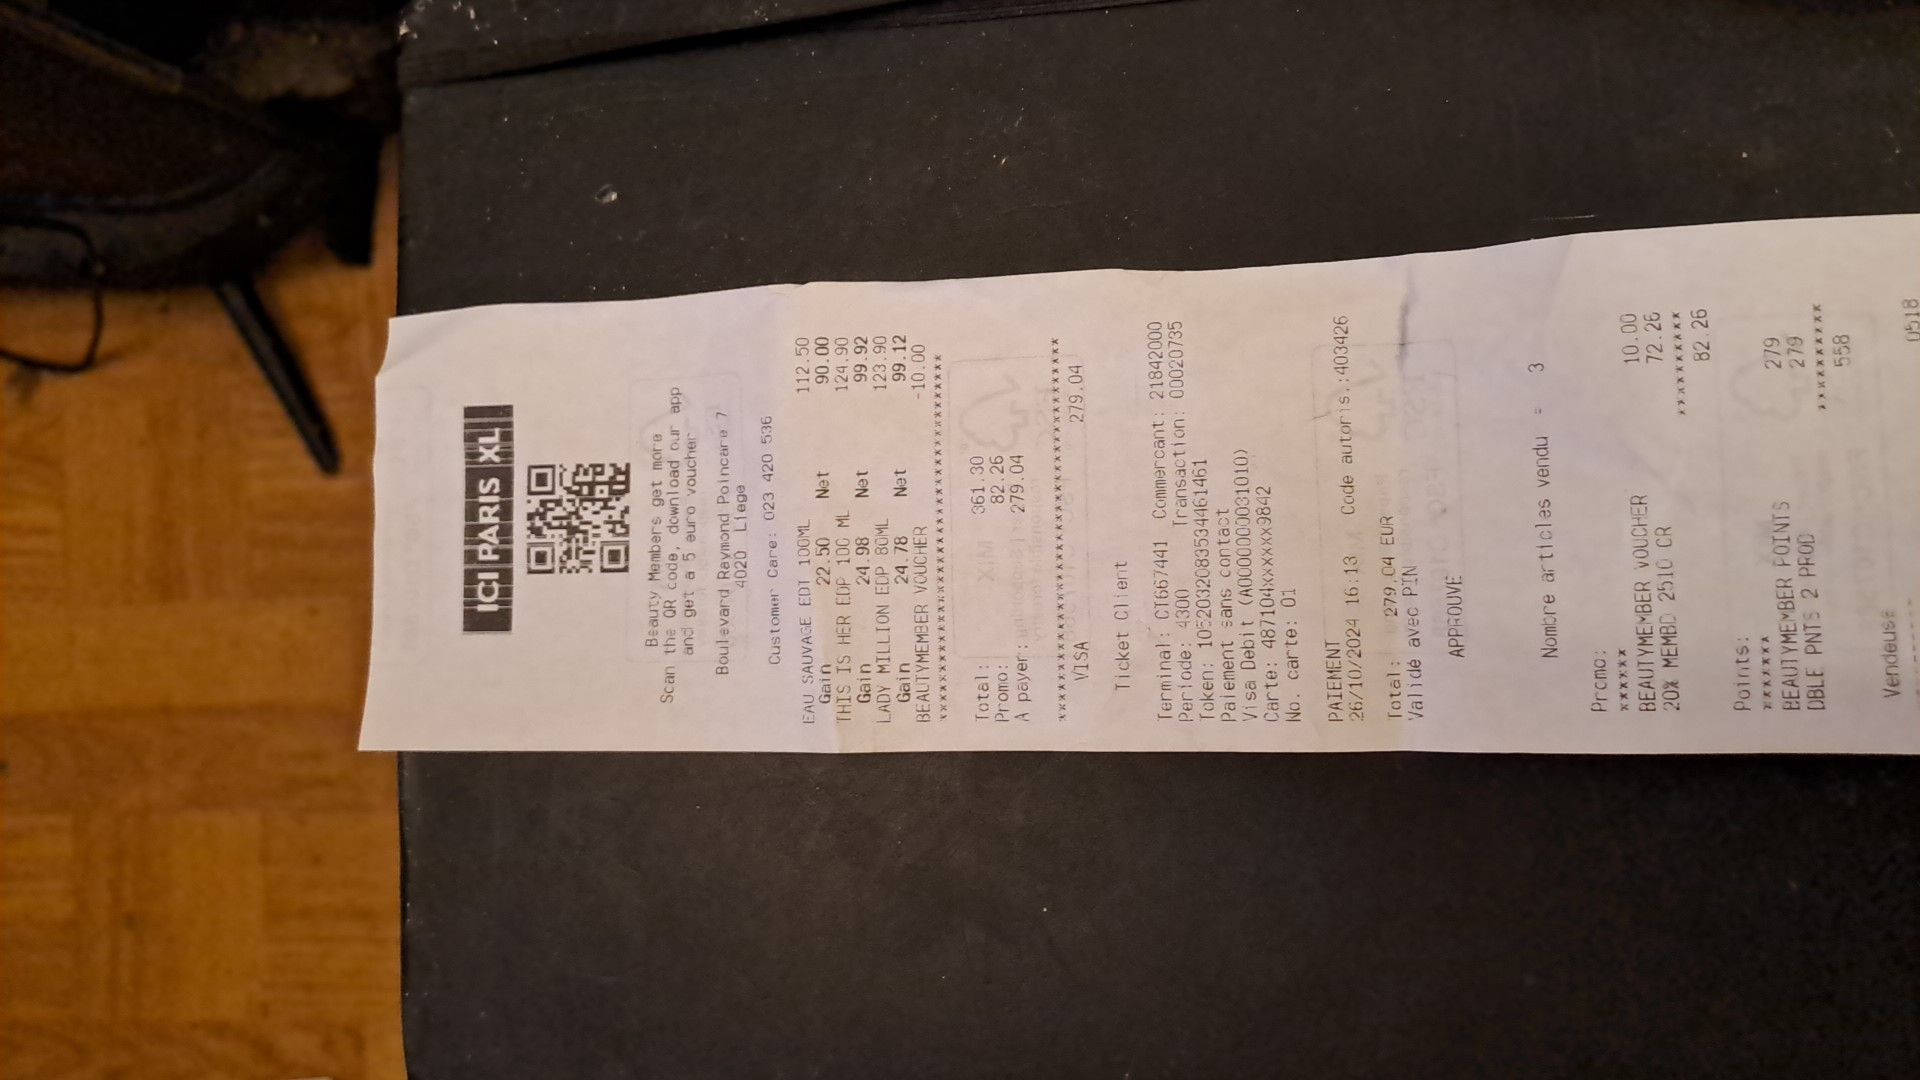 ICI PARIS XL
Beauty Members get more
Scan the QR code, download our app
and get a 5 euro voucher
Boulevard Raymond Poincare 7
4020 Liege
Customer Care: 023 420 536
EAU SAUVAGE EDT 100ML 112.50
Gain 22.50 Net 90.00
THIS IS HER EDP 100 ML 124.90
Gain 24.98 Net 99.92
LADY MILLION EDP 80ML 123.90
Gain 24.78 Net 99.12
BEAUTYMEMBER VOUCHER -10.00
****************************************
Total: 361.30
Promo: 82.26
A payer: 279.04
****************************************
VISA 279.04
Ticket Client
Terminal: CT667441 Commercant: 21842000
Periode: 4300 Transaction: 00020735
Token: 1052032083534461461
Paiement sans contact
Visa Debit (A0000000031010)
Carte: 487104xxxxxx9842
No. carte: 01
PAIEMENT
26/10/2024 16:13 Code autoris.:403426
Total: 279,04 EUR
Validé avec PIN
APPROUVE
Nombre articles vendu = 3
Promo:
******
BEAUTYMEMBER VOUCHER 10.00
20% MEMBO 2510 CR 72.26
**********
82.26
Points:
*******
BEAUTYMEMBER POINTS 279
DBLE PNTS 2 PROD 279
**********
558
Vendeuse 0518